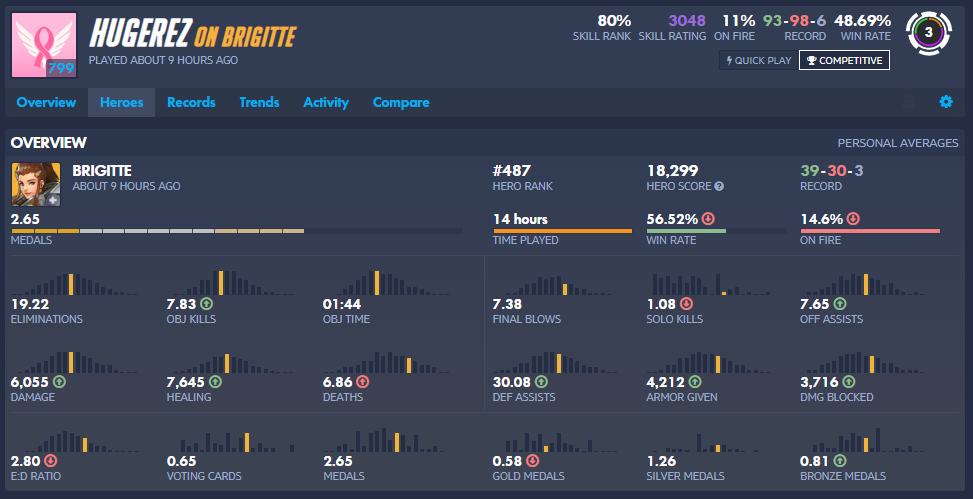 HUGEREZ ON BRIGITTE
PLAYED ABOUT 9 HOURS AGO
799
80% 3048 11% 93-98-6 48.69%
SKILL RANK SKILL RATING ON FIRE RECORD WIN RATE
3
QUICK PLAY COMPETITIVE
Overview Heroes Records Trends Activity Compare
OVERVIEW PERSONAL AVERAGES
BRIGITTE #487 18,299 39-30-3
ABOUT 9 HOURS AGO HERO RANK HERO SCORE ? RECORD
2.65 14 hours 56.52% 14.6%
MEDALS TIME PLAYED WIN RATE ON FIRE
19.22 7.83 01:44 7.38 1.08 7.65
ELIMINATIONS OBJ KILLS OBJ TIME FINAL BLOWS SOLO KILLS OFF ASSISTS
6,055 7,645 6.86 30.08 4,212 3,716
DAMAGE HEALING DEATHS DEF ASSISTS ARMOR GIVEN DMG BLOCKED
2.80 0.65 2.65 0.58 1.26 0.81
E:D RATIO VOTING CARDS MEDALS GOLD MEDALS SILVER MEDALS BRONZE MEDALS